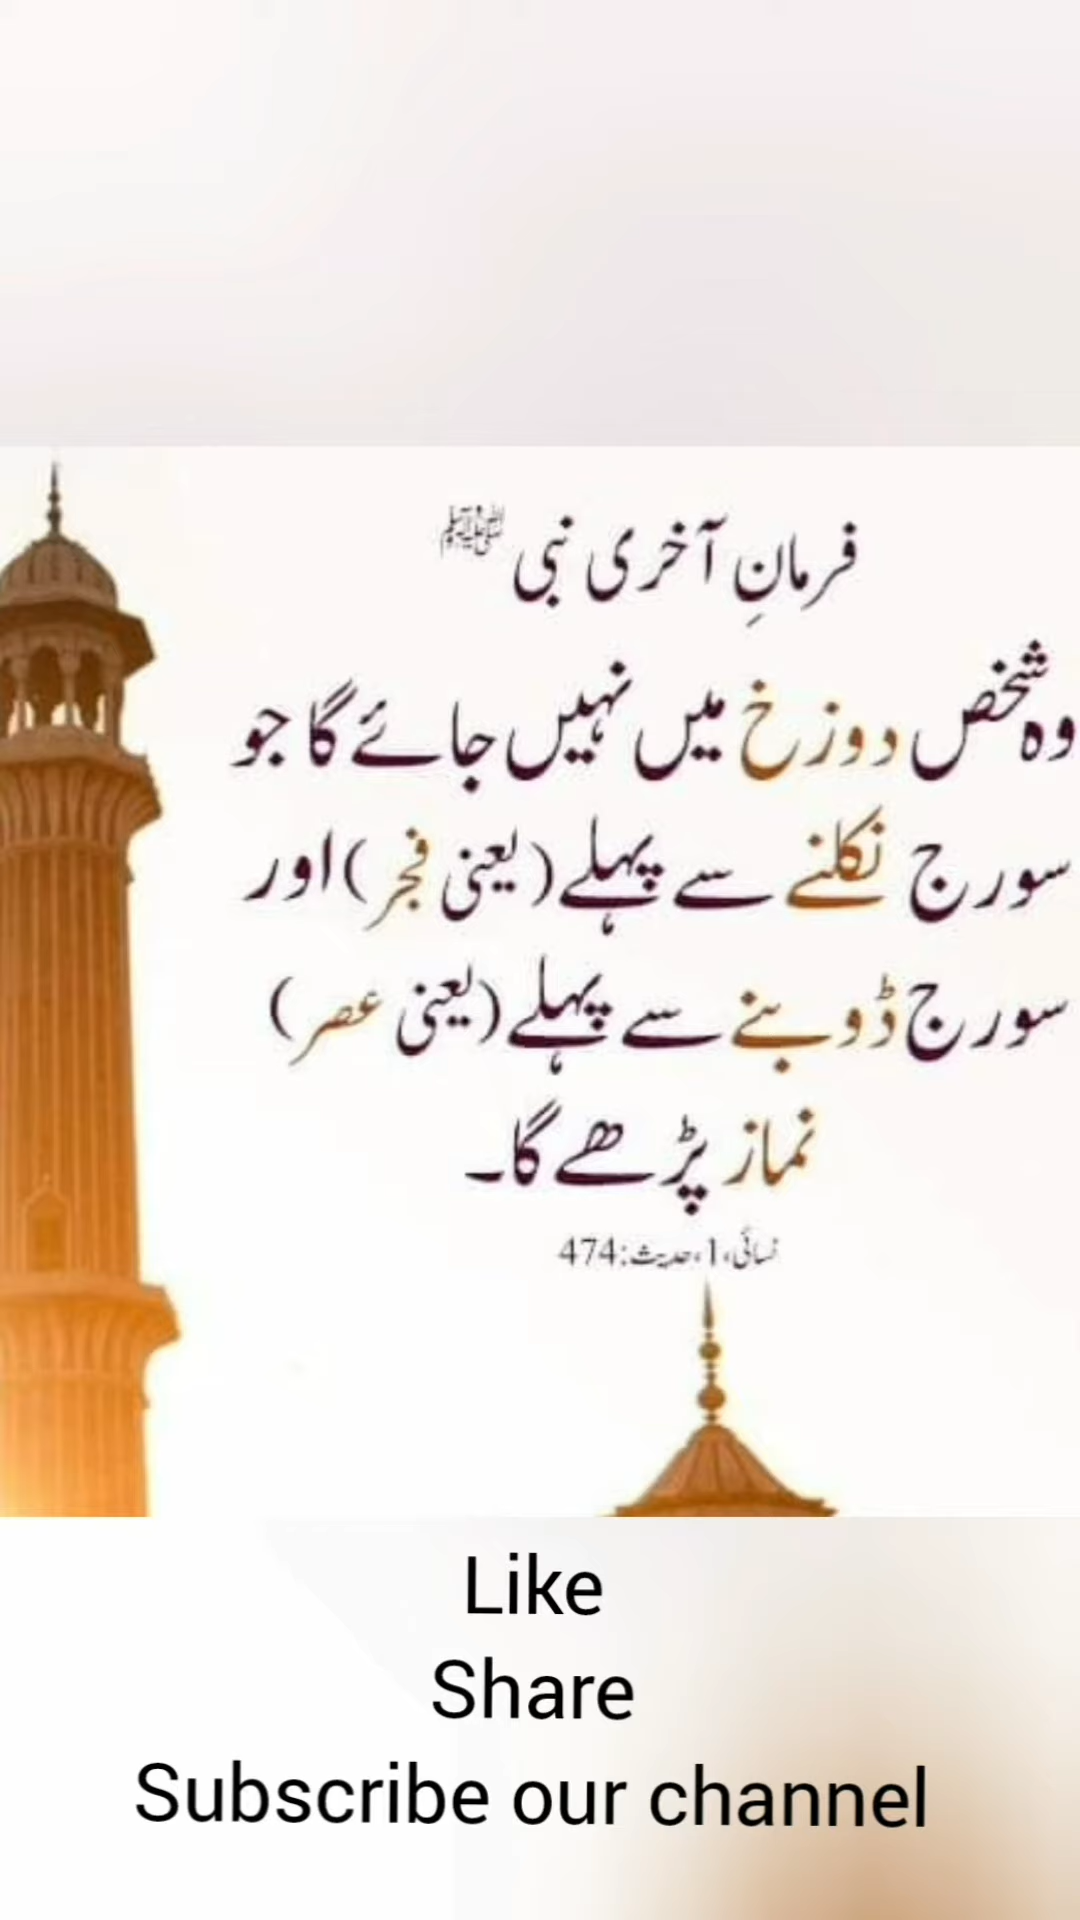 فرمانِ آخری نبی ﷺ
وہ شخص دوزخ میں نہیں جائے گا جو
سورج نکلنے سے پہلے (یعنی فجر) اور
سورج ڈوبنے سے پہلے (یعنی عصر)
نماز پڑھے گا۔
نسائی،1،حدیث:474
Like
Share
Subscribe our channel